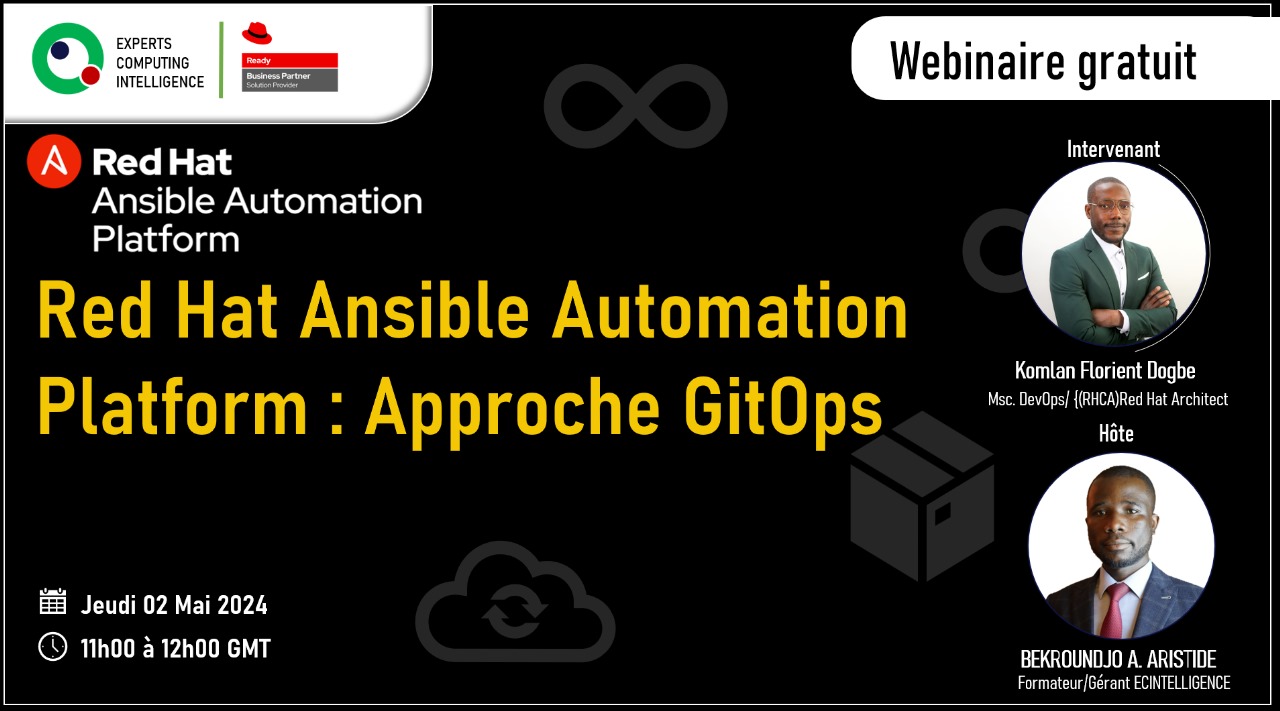 EXPERTS
COMPUTING
INTELLIGENCE
Ready
Business Partner
Solution Provider
Webinaire gratuit
Red Hat
Ansible Automation
Platform
Red Hat Ansible Automation
Platform : Approche GitOps
Intervenant
Komlan Florient Dogbe
Msc. DevOps/ {(RHCA)Red Hat Architect
Hôte
BEKROUNDJO A. ARISTIDE
Formateur/Gérant ECINTELLIGENCE
Jeudi 02 Mai 2024
11h00 à 12h00 GMT